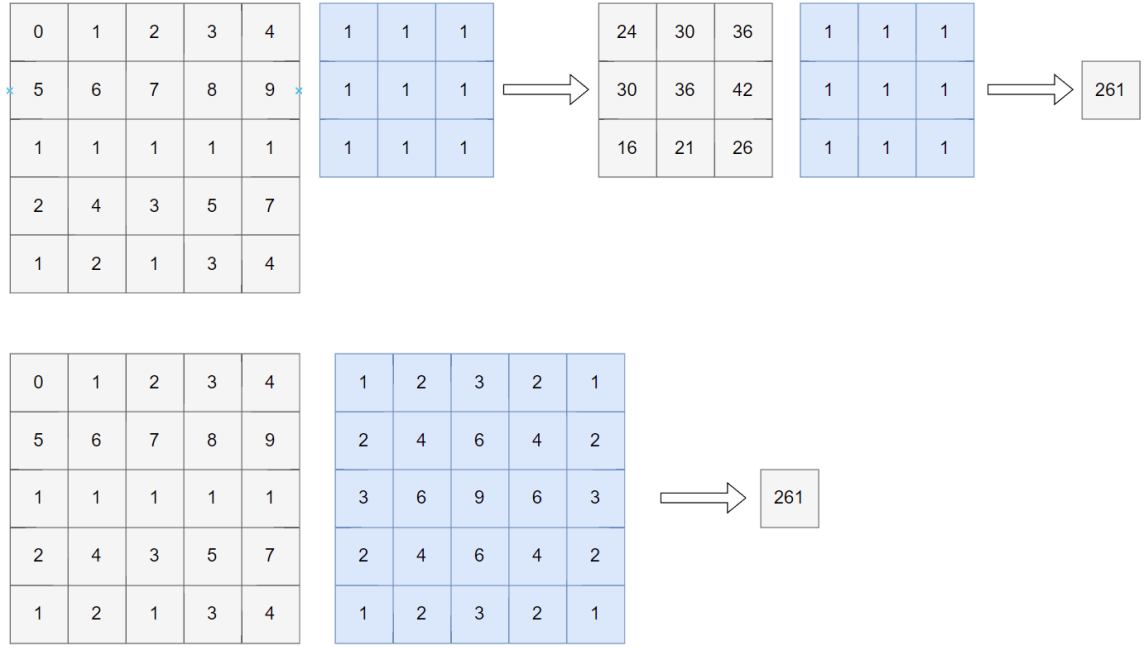 0 1 2 3 4 1 1 1 24 30 36 1 1 1
5 6 7 8 9 1 1 1 30 36 42 1 1 1 261
1 1 1 1 1 1 1 1 16 21 26 1 1 1
2 4 3 5 7
1 2 1 3 4
0 1 2 3 4 1 2 3 2 1
5 6 7 8 9 2 4 6 4 2
1 1 1 1 1 3 6 9 6 3 261
2 4 3 5 7 2 4 6 4 2
1 2 1 3 4 1 2 3 2 1